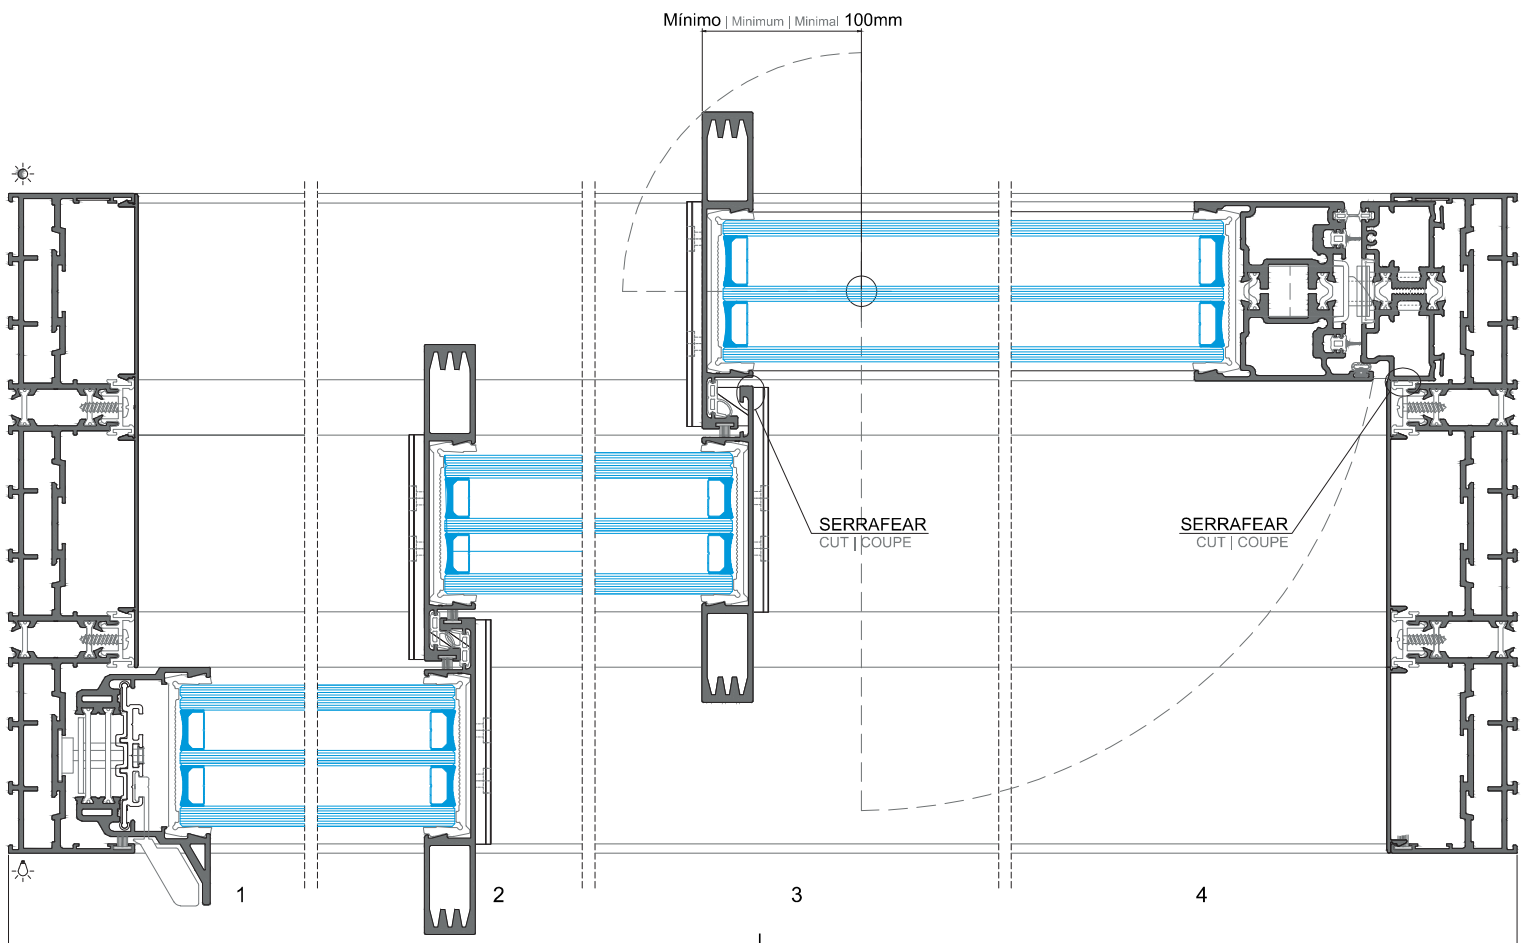 Mínimo | Minimum | Minimal 100mm
SERRAFEAR
CUT | COUPE
SERRAFEAR
CUT | COUPE
1
2
3
4